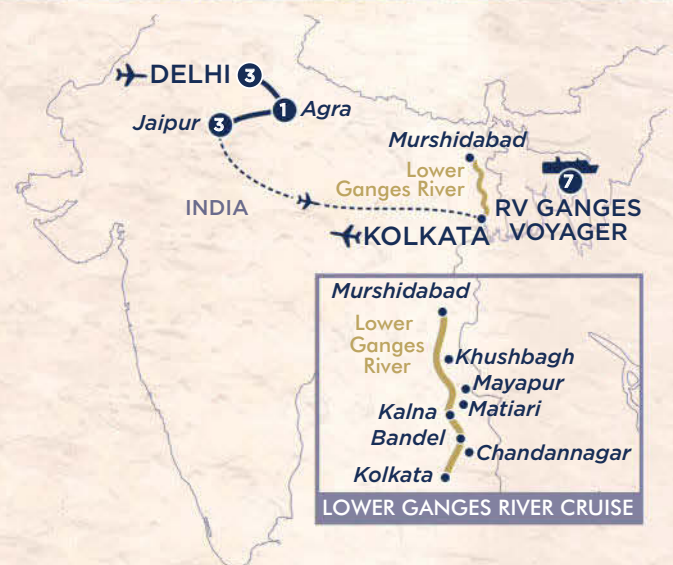 DELHI 3
1 Agra
Jaipur 3
Murshidabad
Lower
Ganges River
7
INDIA
RV GANGES
VOYAGER
KOLKATA
Murshidabad
Lower
Ganges
River
Khushbagh
Mayapur
Matiari
Kalna
Bandel
Chandannagar
Kolkata
LOWER GANGES RIVER CRUISE